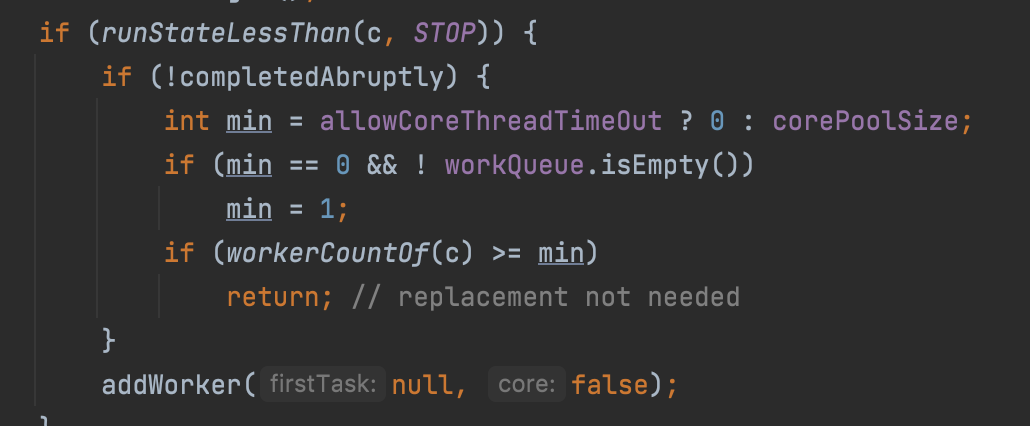 if (runStateLessThan(c, STOP)) {
if (!completedAbruptly) {
int min = allowCoreThreadTimeOut ? 0 : corePoolSize;
if (min == 0 && ! workQueue.isEmpty())
min = 1;
if (workerCountOf(c) >= min)
return; // replacement not needed
}
addWorker( firstTask: null, core: false);